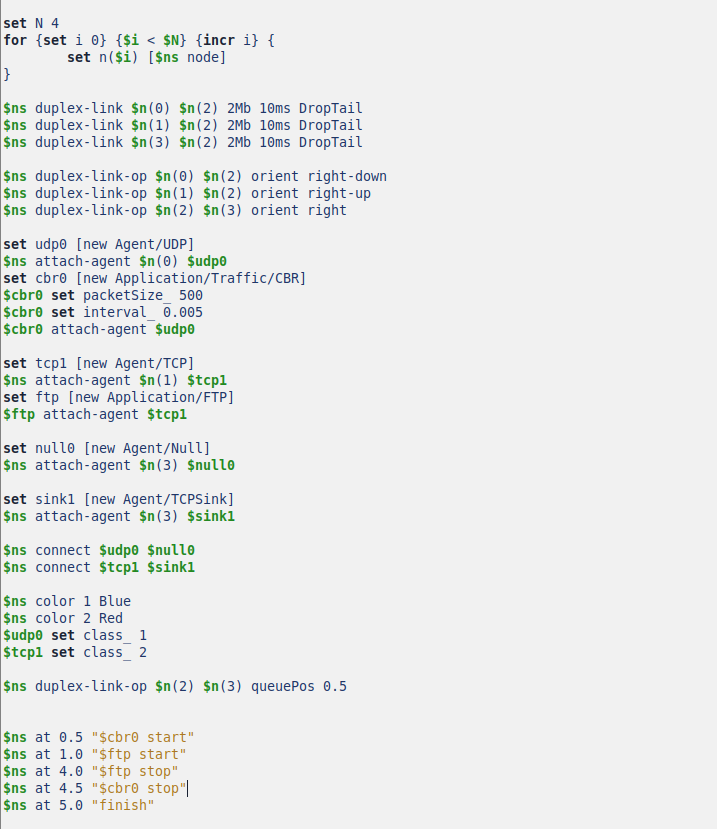 set N 4
for {set i 0} {$i < $N} {incr i} {
        set n($i) [$ns node]
}

$ns duplex-link $n(0) $n(2) 2Mb 10ms DropTail
$ns duplex-link $n(1) $n(2) 2Mb 10ms DropTail
$ns duplex-link $n(3) $n(2) 2Mb 10ms DropTail

$ns duplex-link-op $n(0) $n(2) orient right-down
$ns duplex-link-op $n(1) $n(2) orient right-up
$ns duplex-link-op $n(2) $n(3) orient right

set udp0 [new Agent/UDP]
$ns attach-agent $n(0) $udp0
set cbr0 [new Application/Traffic/CBR]
$cbr0 set packetSize_ 500
$cbr0 set interval_ 0.005
$cbr0 attach-agent $udp0

set tcp1 [new Agent/TCP]
$ns attach-agent $n(1) $tcp1
set ftp [new Application/FTP]
$ftp attach-agent $tcp1

set null0 [new Agent/Null]
$ns attach-agent $n(3) $null0

set sink1 [new Agent/TCPSink]
$ns attach-agent $n(3) $sink1

$ns connect $udp0 $null0
$ns connect $tcp1 $sink1

$ns color 1 Blue
$ns color 2 Red
$udp0 set class_ 1
$tcp1 set class_ 2

$ns duplex-link-op $n(2) $n(3) queuePos 0.5


$ns at 0.5 "$cbr0 start"
$ns at 1.0 "$ftp start"
$ns at 4.0 "$ftp stop"
$ns at 4.5 "$cbr0 stop"
$ns at 5.0 "finish"